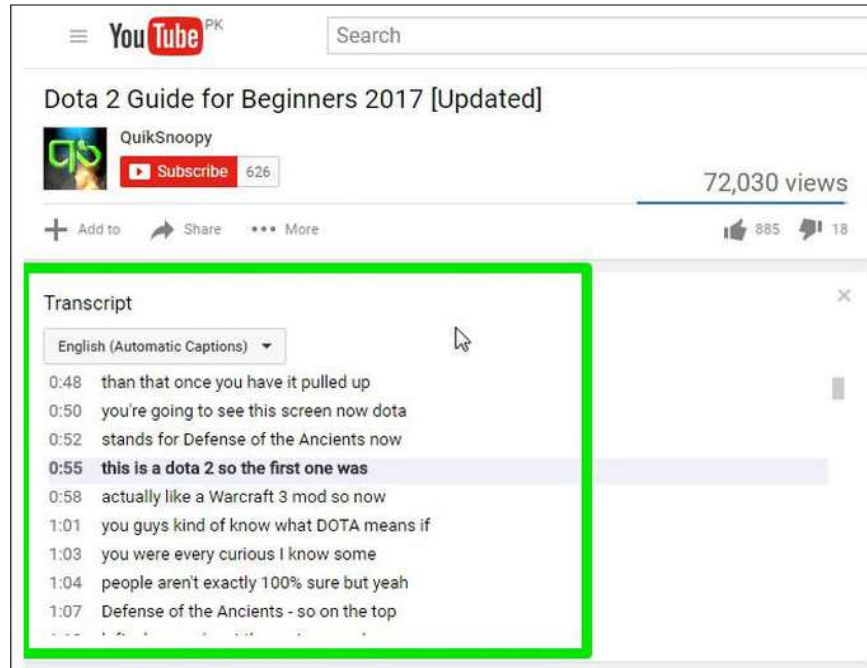 YouTube PK
Search
Dota 2 Guide for Beginners 2017 [Updated]
QuikSnoopy
Subscribe 626
72,030 views
Add to Share More
885 18
Transcript
English (Automatic Captions)
0:48 than that once you have it pulled up
0:50 you're going to see this screen now dota
0:52 stands for Defense of the Ancients now
0:55 this is a dota 2 so the first one was
0:58 actually like a Warcraft 3 mod so now
1:01 you guys kind of know what DOTA means if
1:03 you were every curious I know some
1:04 people aren't exactly 100% sure but yeah
1:07 Defense of the Ancients - so on the top